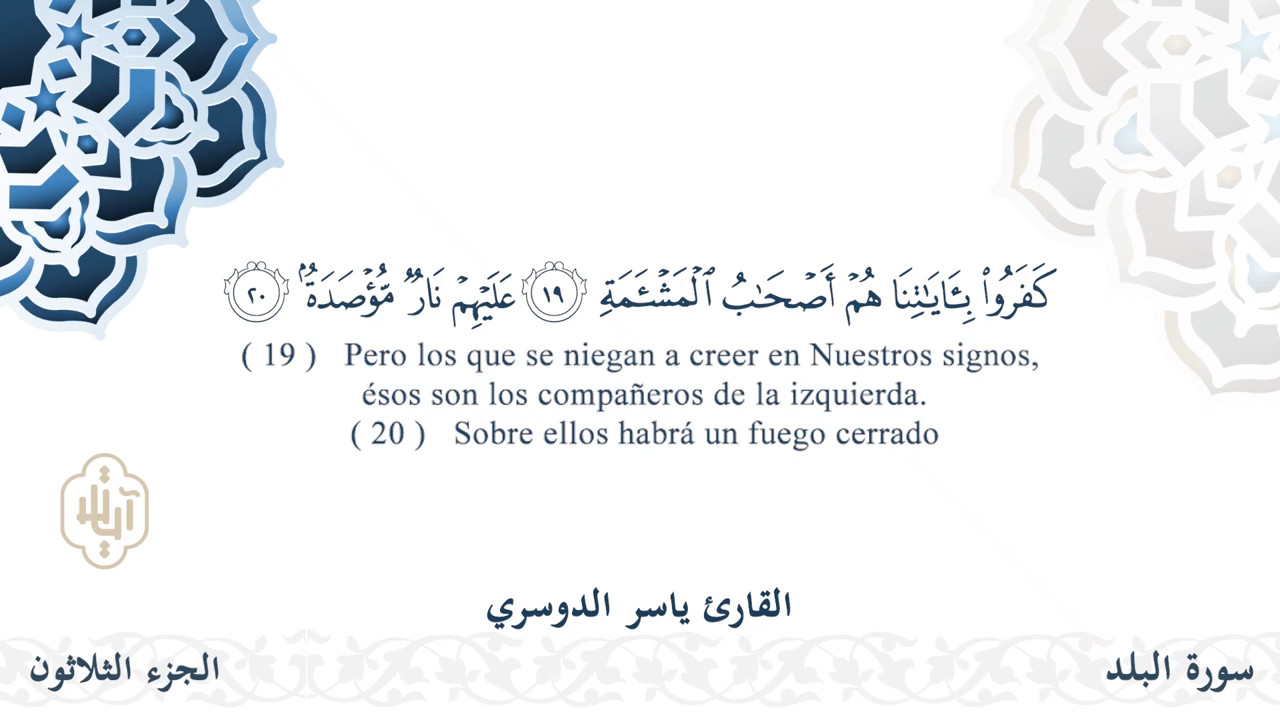 كَفَرُوا۟ بِـَٔايَـٰتِنَا هُمْ أَصْحَـٰبُ ٱلْمَشْـَٔمَةِ ١٩ عَلَيْهِمْ نَارٌ مُّؤْصَدَةٌۢ ٢٠
( 19 ) Pero los que se niegan a creer en Nuestros signos,
ésos son los compañeros de la izquierda.
( 20 ) Sobre ellos habrá un fuego cerrado
القارئ ياسر الدوسري
سورة البلد
الجزء الثلاثون